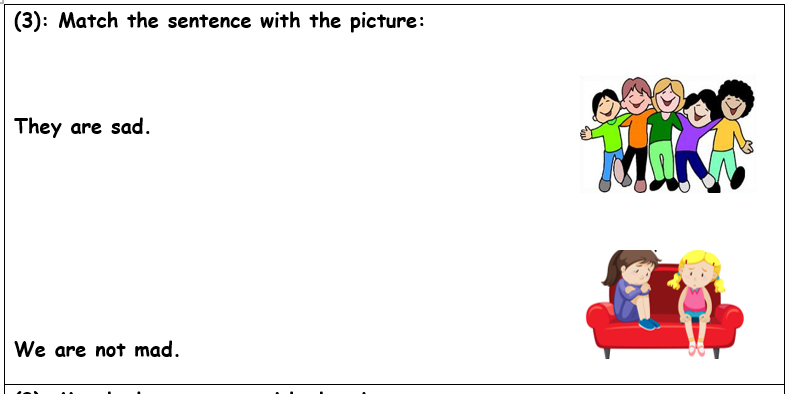 (3): Match the sentence with the picture:
They are sad.
We are not mad.